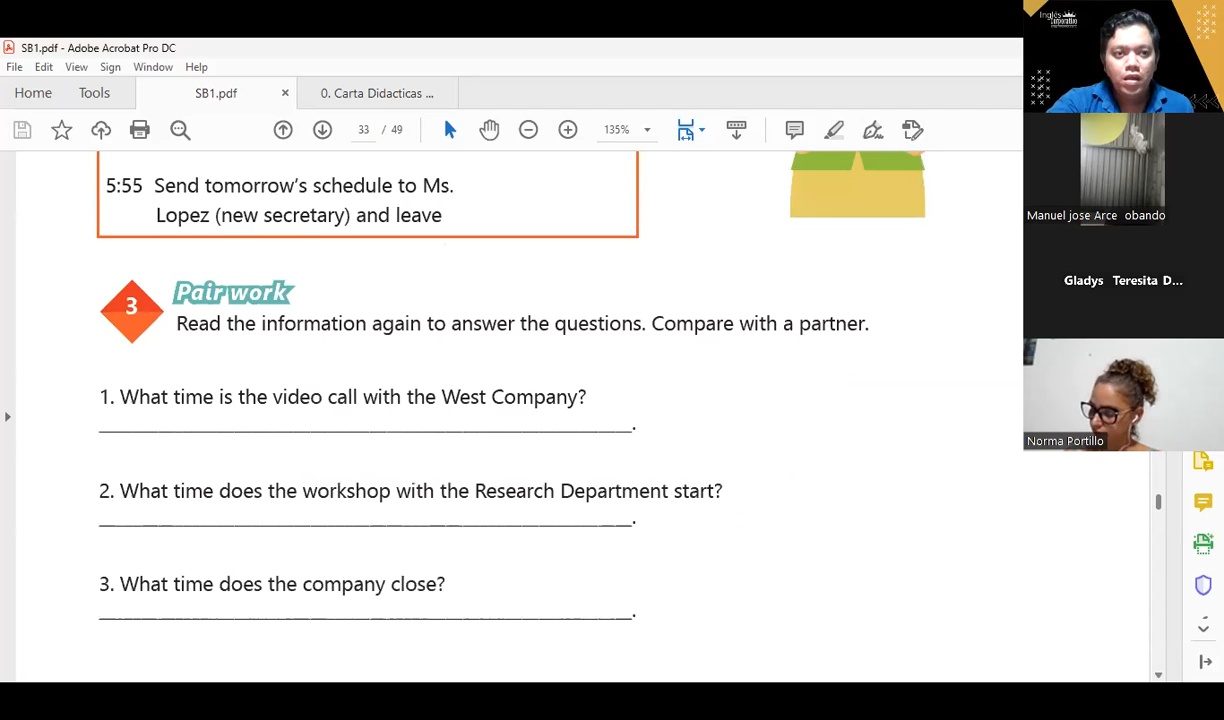 SB1.pdf - Adobe Acrobat Pro DC
File Edit View Sign Window Help
Home Tools SB1.pdf × 0. Carta Didacticas ...
33 / 49 135%
5:55 Send tomorrow's schedule to Ms.
Lopez (new secretary) and leave
3 Pair work
Read the information again to answer the questions. Compare with a partner.
1. What time is the video call with the West Company?
2. What time does the workshop with the Research Department start?
3. What time does the company close?
Inglés
Corporativo
Manuel jose Arce obando
Gladys Teresita D...
Norma Portillo